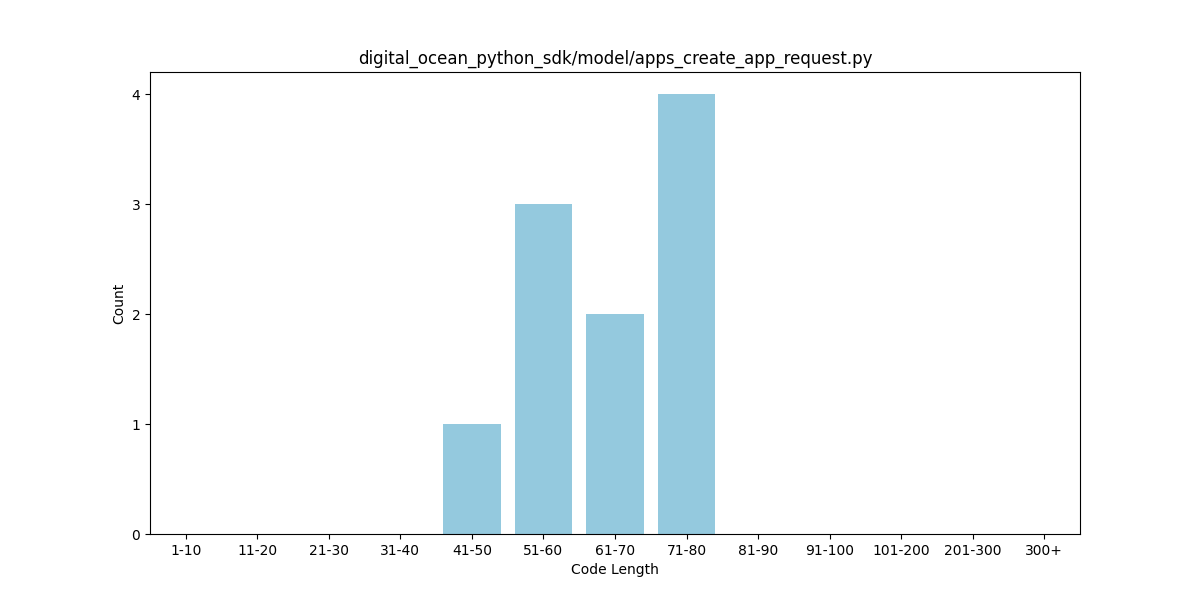 digital_ocean_python_sdk/model/apps_create_app_request.py
Count
4
3
2
1
0
1-10 11-20 21-30 31-40 41-50 51-60 61-70 71-80 81-90 91-100 101-200 201-300 300+
Code Length